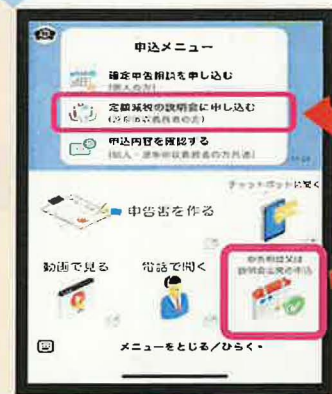 申込メニュー
確定申告相談を申し込む
(個人の方)
定額減税の説明会に申し込む
(源泉徴収義務者の方)
申込内容を確認する
(個人・源泉徴収義務者の方共通)
チャットボットに聞く
申告書を作る
動画で見る
電話で聞く
申告相談又は
説明会出席の申込
メニューをとじる/ひらく